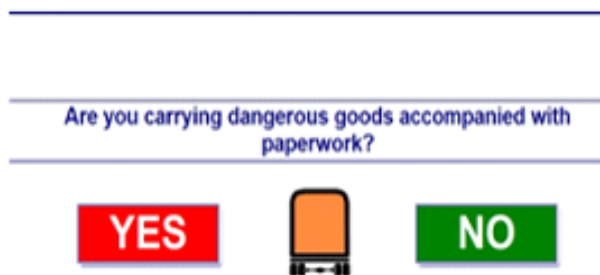 Are you carrying dangerous goods accompanied with
paperwork?
YES
NO